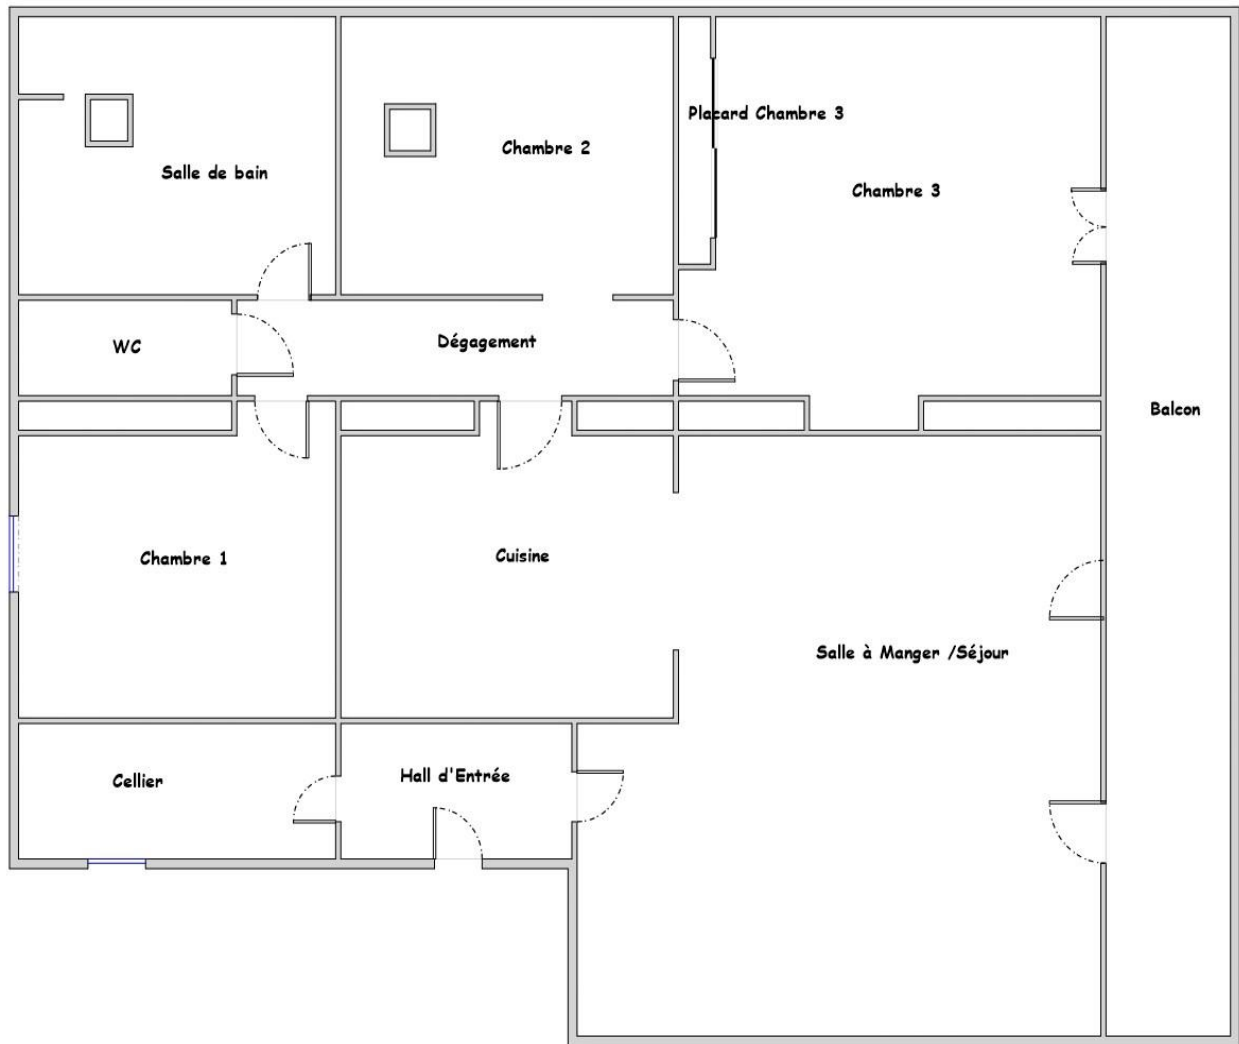 Placard Chambre 3
Chambre 2
Salle de bain
Chambre 3
WC
Dégagement
Balcon
Chambre 1
Cuisine
Salle à Manger /Séjour
Cellier
Hall d'Entrée